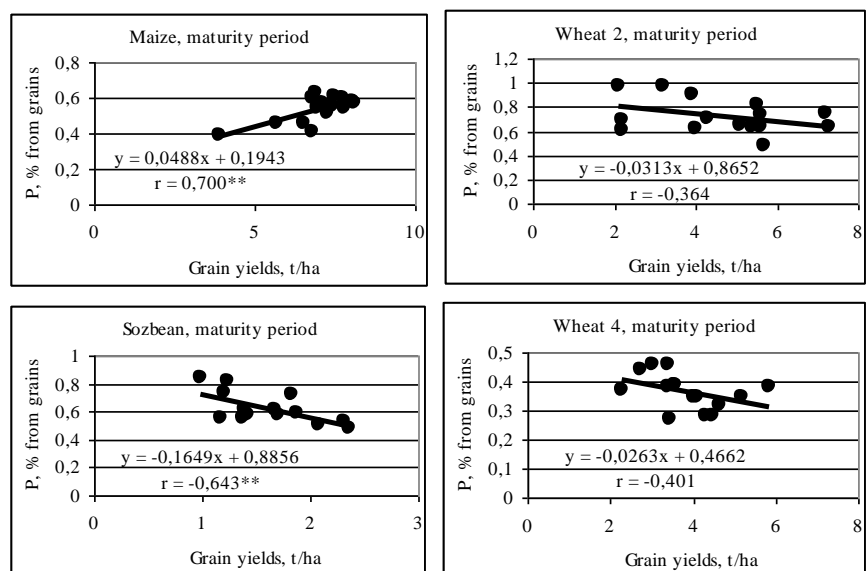 Maize, maturity period
P, % from grains
0,8
0,6
0,4
0,2
0
y = 0,0488x + 0,1943
r = 0,700**
0 5 10
Grain yields, t/ha
Wheat 2, maturity period
P, % from grains
1,2
1
0,8
0,6
0,4
0,2
0
y = -0,0313x + 0,8652
r = -0,364
0 2 4 6 8
Grain yields, t/ha
Sozbean, maturity period
P, % from grains
1
0,8
0,6
0,4
0,2
0
y = -0,1649x + 0,8856
r = -0,643**
0 1 2 3
Grain yields, t/ha
Wheat 4, maturity period
P, % from grains
0,5
0,4
0,3
0,2
0,1
0
y = -0,0263x + 0,4662
r = -0,401
0 2 4 6 8
Grain yields, t/ha